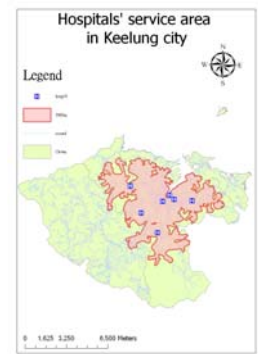 Hospitals' service area
in Keelung city
N
W
E
S
Legend
0 1,625 3,250 6,500 Meters